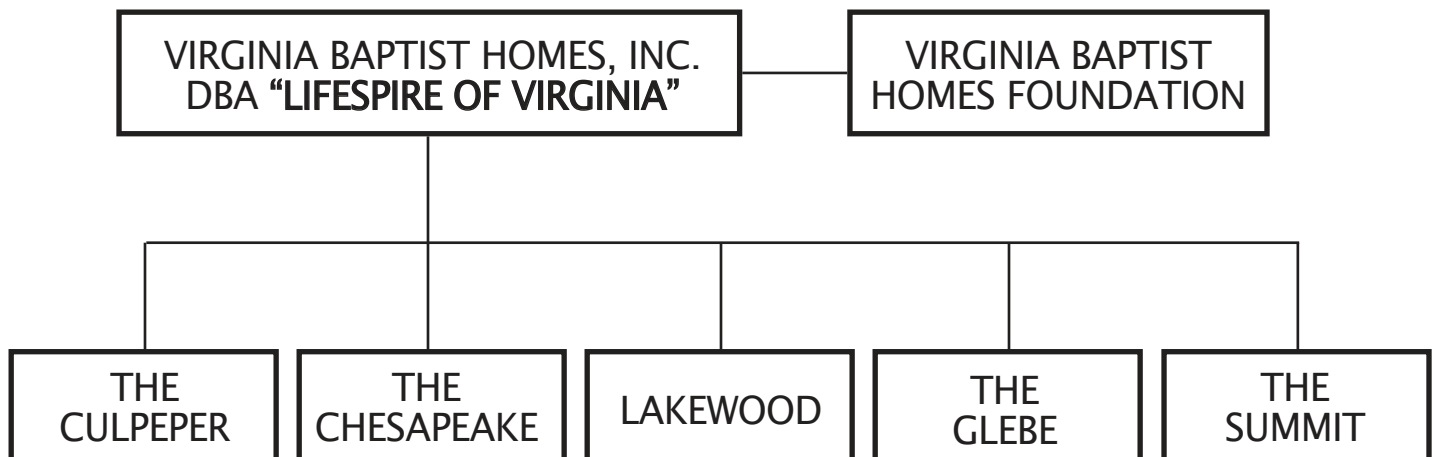 VIRGINIA BAPTIST HOMES, INC.
DBA “LIFESPIRE OF VIRGINIA”
VIRGINIA BAPTIST
HOMES FOUNDATION
THE
CULPEPER
THE
CHESAPEAKE
LAKEWOOD
THE
GLEBE
THE
SUMMIT